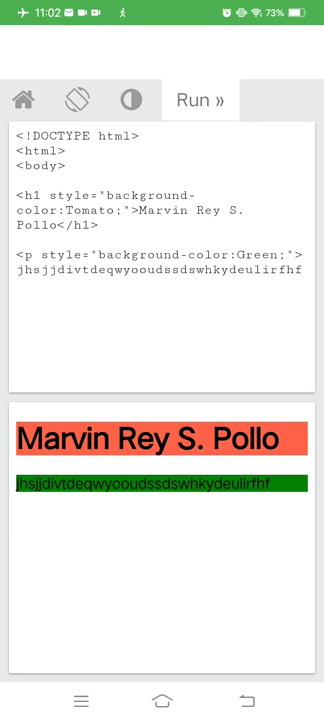 11:02
73%
Run »
<!DOCTYPE html>
<html>
<body>
<h1 style="background-
color:Tomato;">Marvin Rey S.
Pollo</h1>
<p style="background-color:Green;">
jhsjjdivtdeqwyooudssdswhkydeulirfhf
Marvin Rey S. Pollo
jhsjjdivtdeqwyooudssdswhkydeulirfhf